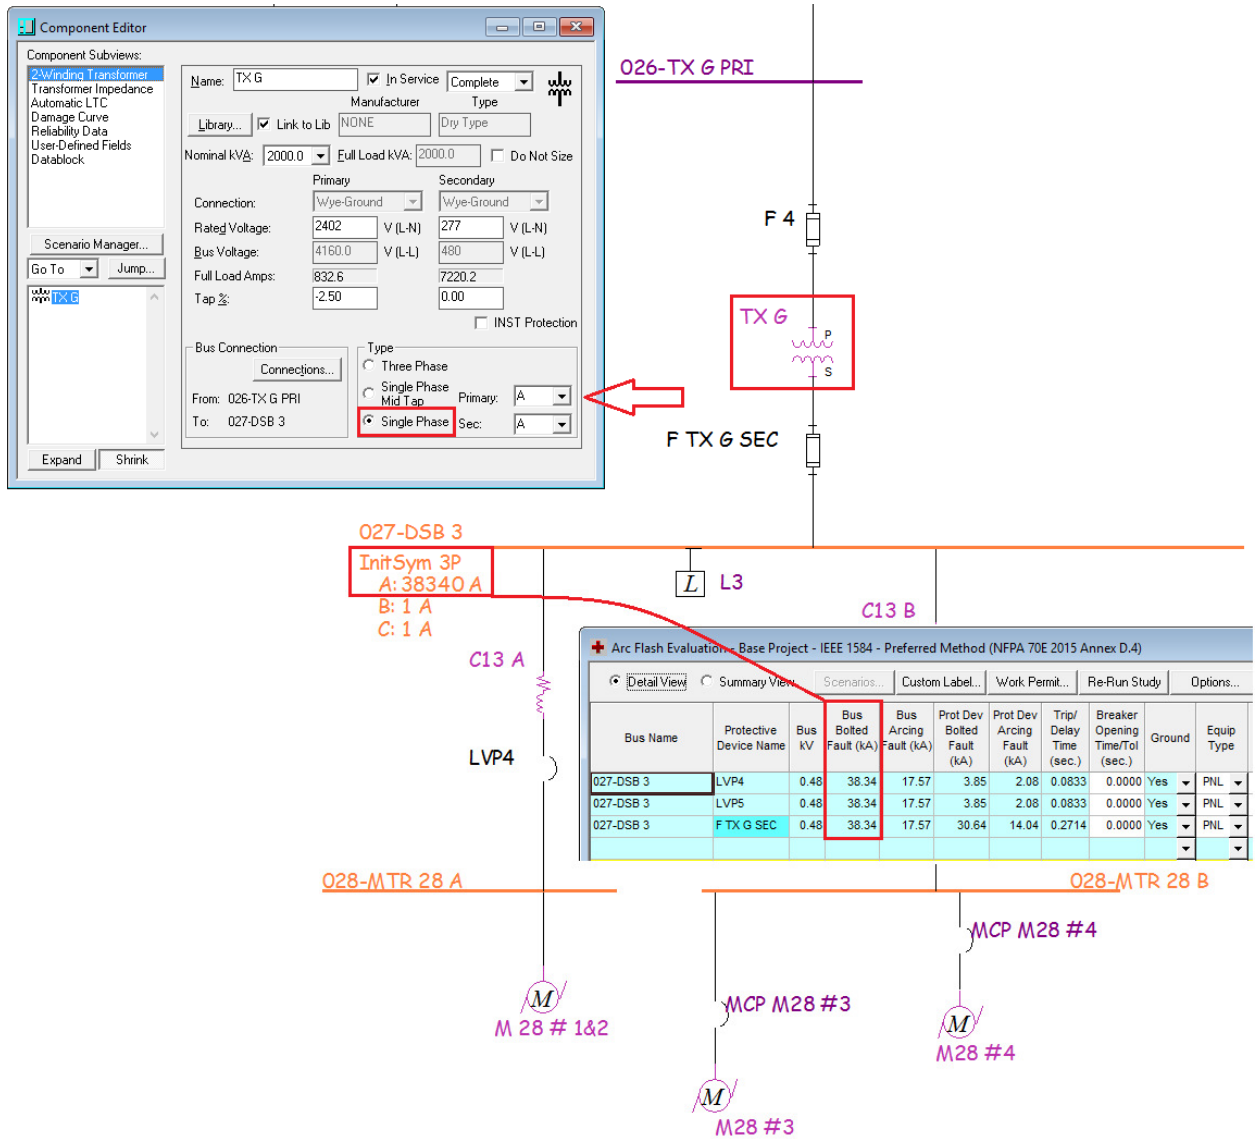 Component Editor
Component Subviews:
2-Winding Transformer
Transformer Impedance
Automatic LTC
Damage Curve
Reliability Data
User-Defined Fields
Datablock
Scenario Manager...
Go To Jump...
TX G
Expand Shrink
Name: TX G In Service Complete
Manufacturer Type
Library... Link to Lib NONE Dry Type
Nominal kVA: 2000.0 Full Load kVA: 2000.0 Do Not Size
Primary Secondary
Connection: Wye-Ground Wye-Ground
Rated Voltage: 2402 V (L-N) 277 V (L-N)
Bus Voltage: 4160.0 V (L-L) 480 V (L-L)
Full Load Amps: 832.6 7220.2
Tap %: -2.50 0.00
INST Protection
Bus Connection
Connections...
From: 026-TX G PRI
To: 027-DSB 3
Type
Three Phase
Single Phase
Mid Tap
Primary: A
Single Phase Sec: A
026-TX G PRI
F 4
TX G
P
S
F TX G SEC
027-DSB 3
InitSym 3P
A: 38340 A
B: 1 A
C: 1 A
L L3
C13 A
C13 B
LVP4
Arc Flash Evaluation - Base Project - IEEE 1584 - Preferred Method (NFPA 70E 2015 Annex D.4)
Detail View Summary View Scenarios... Custom Label... Work Permit... Re-Run Study Options...
Bus Name Protective Device Name Bus kV Bus Bolted Fault (kA) Bus Arcing Fault (kA) Prot Dev Bolted Fault (kA) Prot Dev Arcing Fault (kA) Trip/ Delay Time (sec.) Breaker Opening Time/Tol (sec.) Ground Equip Type
027-DSB 3 LVP4 0.48 38.34 17.57 3.85 2.08 0.0833 0.0000 Yes PNL
027-DSB 3 LVP5 0.48 38.34 17.57 3.85 2.08 0.0833 0.0000 Yes PNL
027-DSB 3 F TX G SEC 0.48 38.34 17.57 30.64 14.04 0.2714 0.0000 Yes PNL
028-MTR 28 A
028-MTR 28 B
MCP M28 #4
MCP M28 #3
M
M 28 # 1&2
M
M28 #4
M
M28 #3